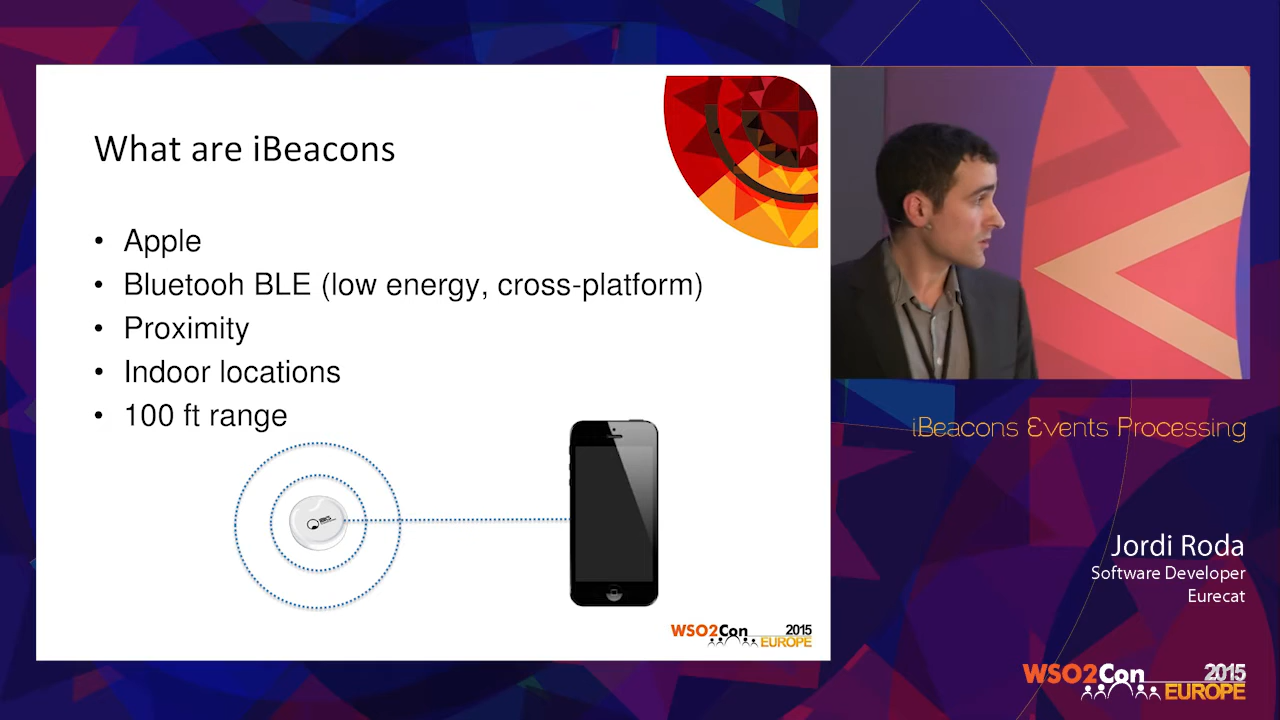 What are iBeacons
• Apple
• Bluetooh BLE (low energy, cross-platform)
• Proximity
• Indoor locations
• 100 ft range
WSO2Con 2015
EUROPE
iBeacons Events Processing
Jordi Roda
Software Developer
Eurecat
WSO2Con 2015
EUROPE